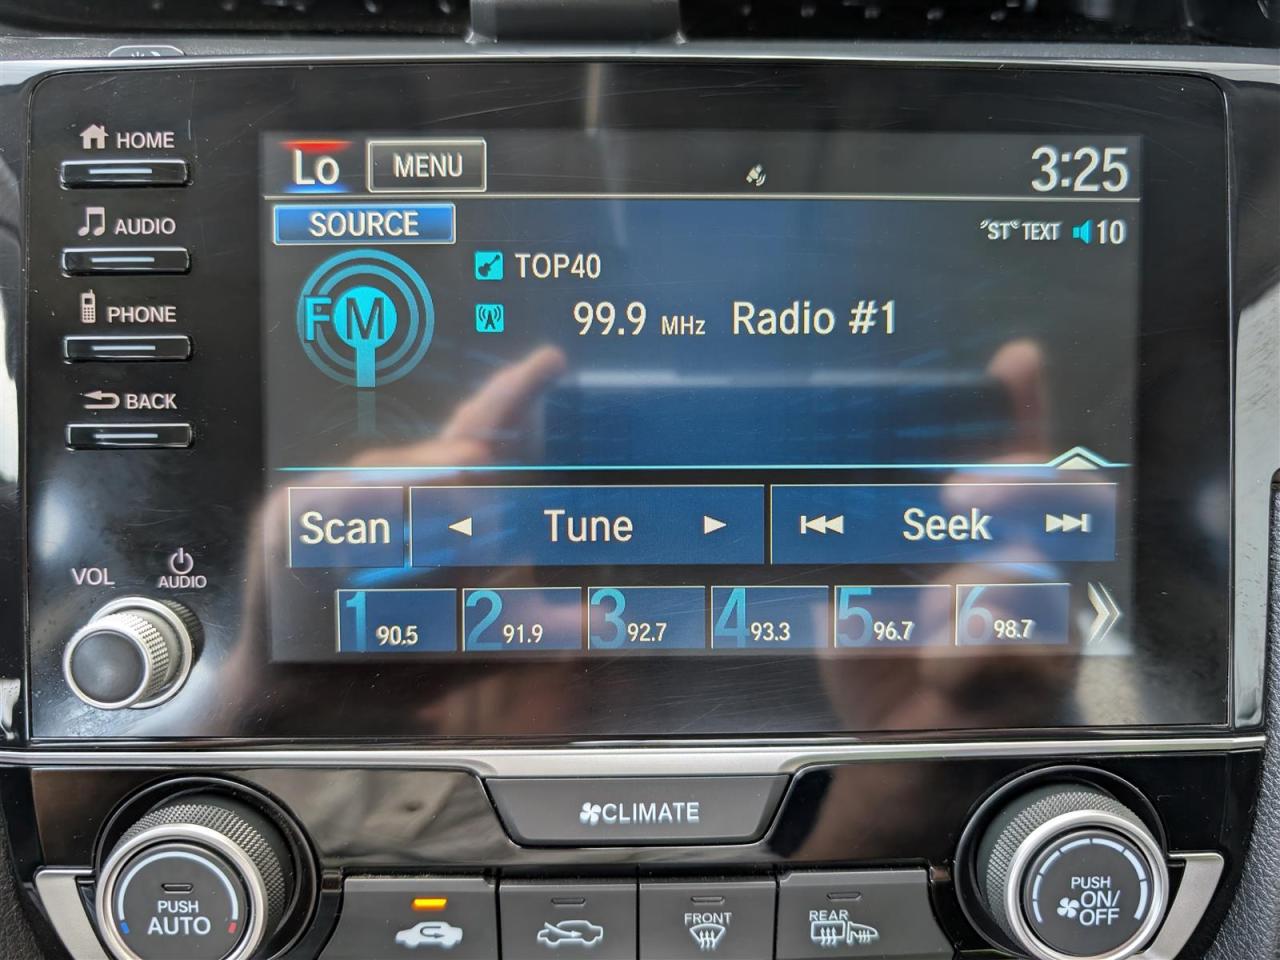 HOME
AUDIO
PHONE
BACK
VOL
AUDIO
Lo MENU 3:25
SOURCE
"ST" TEXT 10
FM
TOP40
99.9 MHz Radio #1
Scan Tune Seek
1 90.5 2 91.9 3 92.7 4 93.3 5 96.7 6 98.7
CLIMATE
PUSH
AUTO
FRONT
REAR
PUSH
ON/
OFF